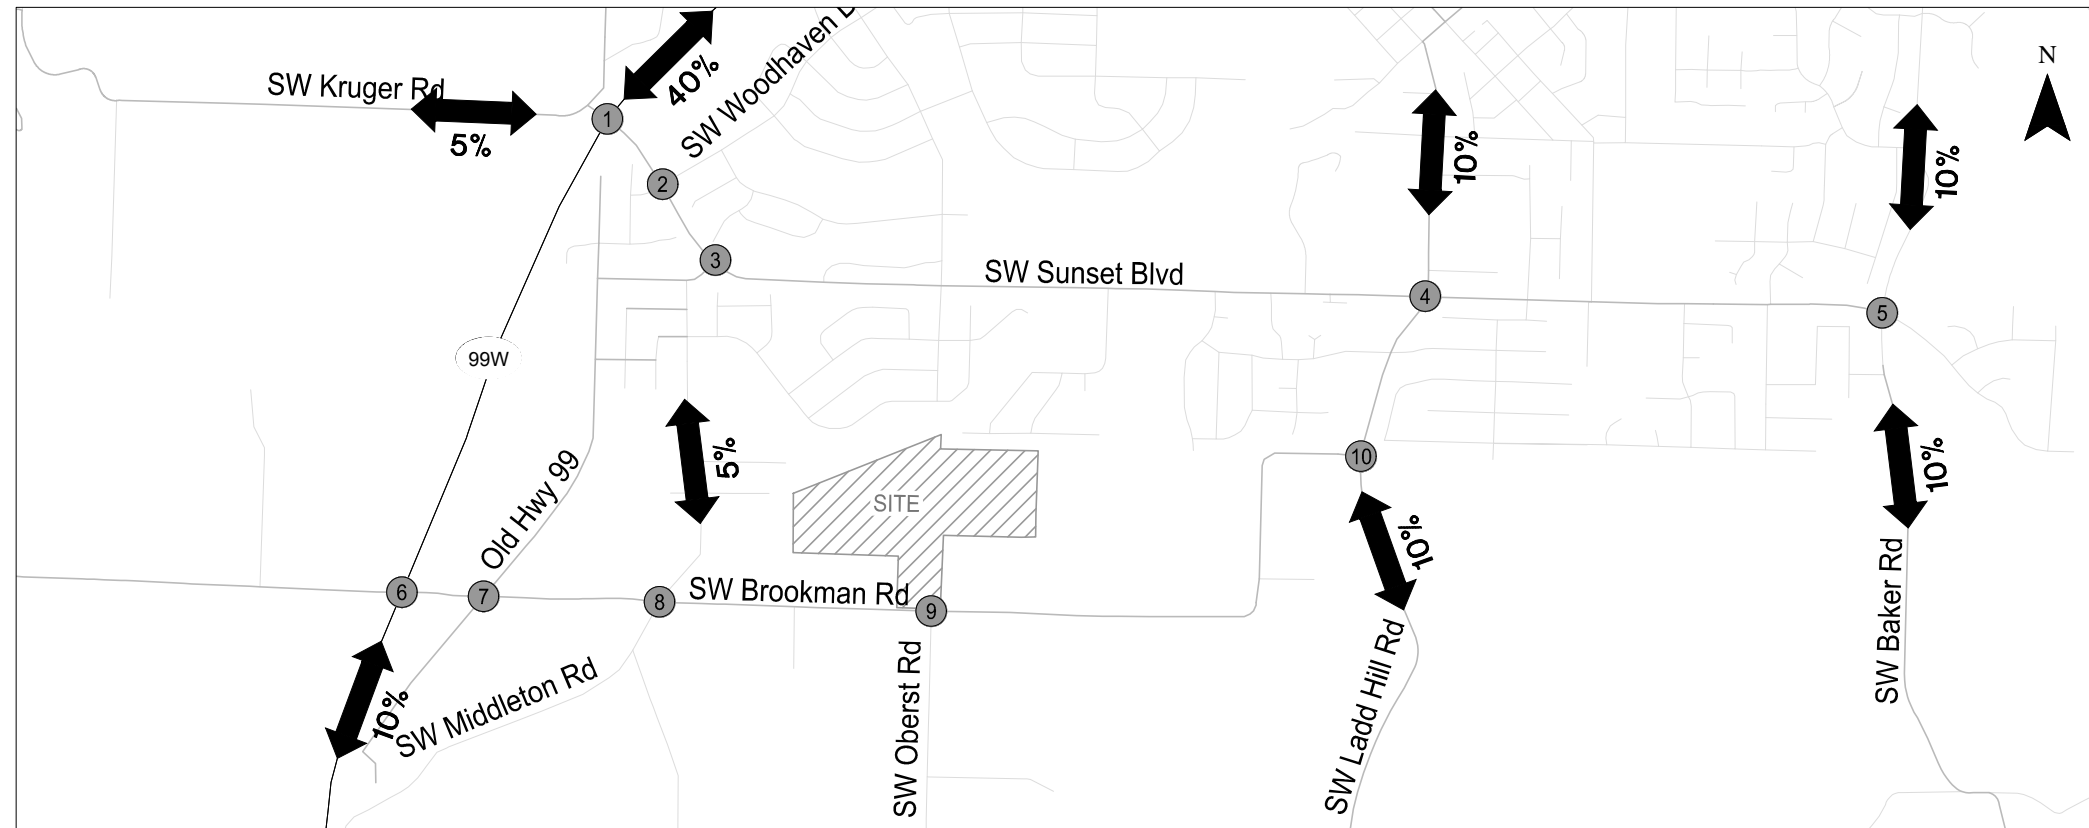 40%
SW Woodhaven
N
SW Kruger Rd
5%
1
10%
10%
2
3
SW Sunset Blvd
4
5
99W
5%
10%
10
Old Hwy 99
SITE
10%
6
7
8
SW Brookman Rd
9
10%
SW Middleton Rd
SW Oberst Rd
SW Ladd Hill Rd
SW Baker Rd